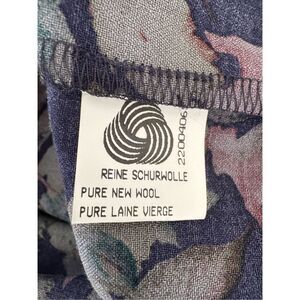 2200406
REINE SCHURWOLLE
PURE NEW WOOL
PURE LAINE VIERGE